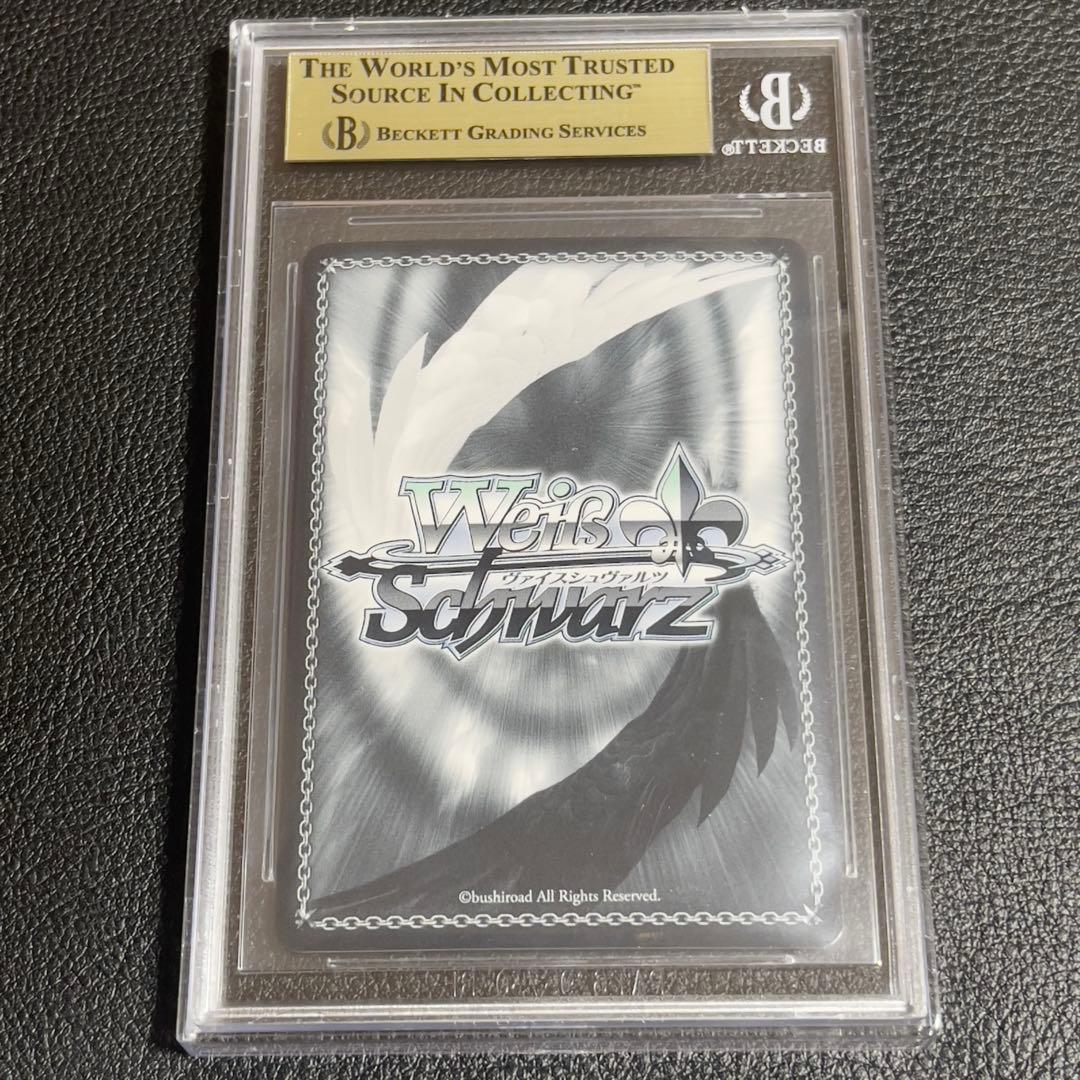 THE WORLD'S MOST TRUSTED
SOURCE IN COLLECTING™
B BECKETT GRADING SERVICES
B
BECKETT®
Weiß
ヴァイスシュヴァルツ
Schwarz
©bushiroad All Rights Reserved.